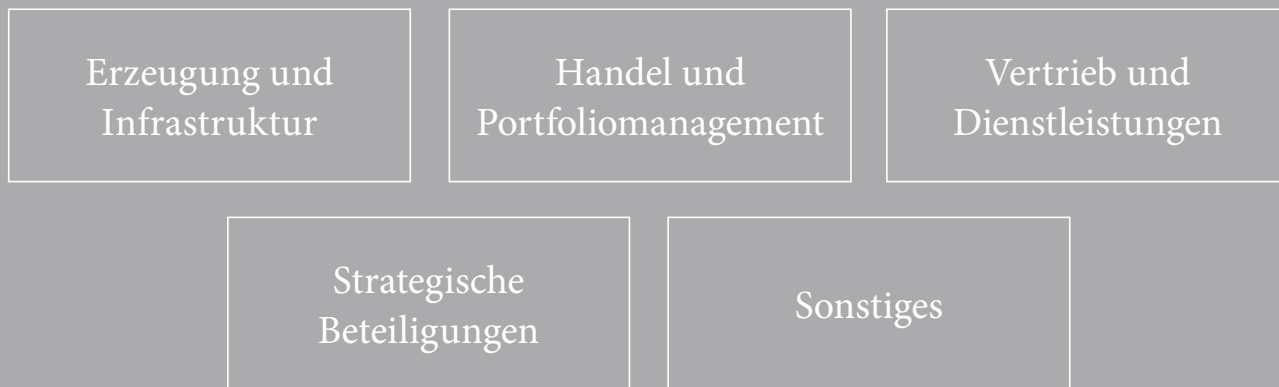 Erzeugung und
Infrastruktur
Handel und
Portfoliomanagement
Vertrieb und
Dienstleistungen
Strategische
Beteiligungen
Sonstiges